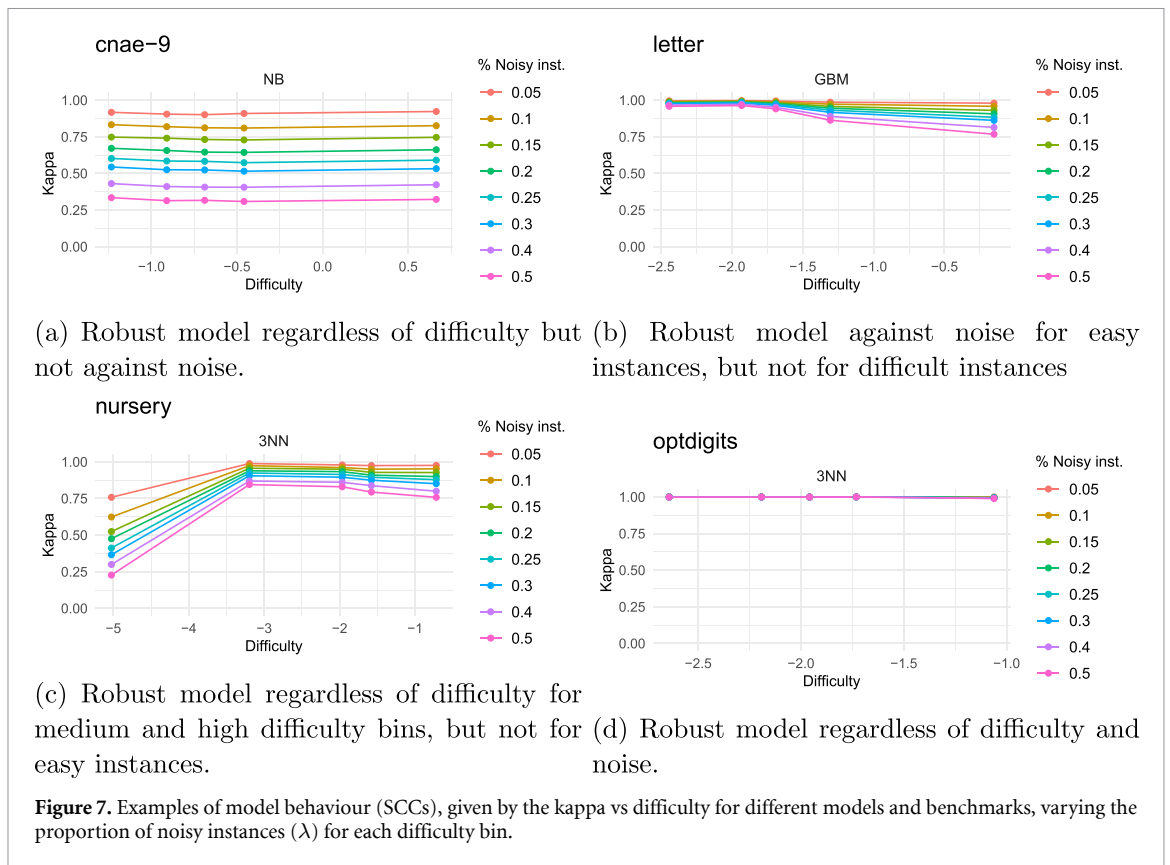 cnae−9
NB
Kappa
1.00
0.75
0.50
0.25
0.00
−1.0
−0.5
0.0
0.5
Difficulty
% Noisy inst.
0.05
0.1
0.15
0.2
0.25
0.3
0.4
0.5
(a) Robust model regardless of difficulty but
not against noise.
letter
GBM
Kappa
1.00
0.75
0.50
0.25
0.00
−2.5
−2.0
−1.5
−1.0
−0.5
Difficulty
% Noisy inst.
0.05
0.1
0.15
0.2
0.25
0.3
0.4
0.5
(b) Robust model against noise for easy
instances, but not for difficult instances
nursery
3NN
Kappa
1.00
0.75
0.50
0.25
0.00
−5
−4
−3
−2
−1
Difficulty
% Noisy inst.
0.05
0.1
0.15
0.2
0.25
0.3
0.4
0.5
(c) Robust model regardless of difficulty for
medium and high difficulty bins, but not for
easy instances.
optdigits
3NN
Kappa
1.00
0.75
0.50
0.25
0.00
−2.5
−2.0
−1.5
−1.0
Difficulty
% Noisy inst.
0.05
0.1
0.15
0.2
0.25
0.3
0.4
0.5
(d) Robust model regardless of difficulty and
noise.
Figure 7. Examples of model behaviour (SCCs), given by the kappa vs difficulty for different models and benchmarks, varying the
proportion of noisy instances (λ) for each difficulty bin.